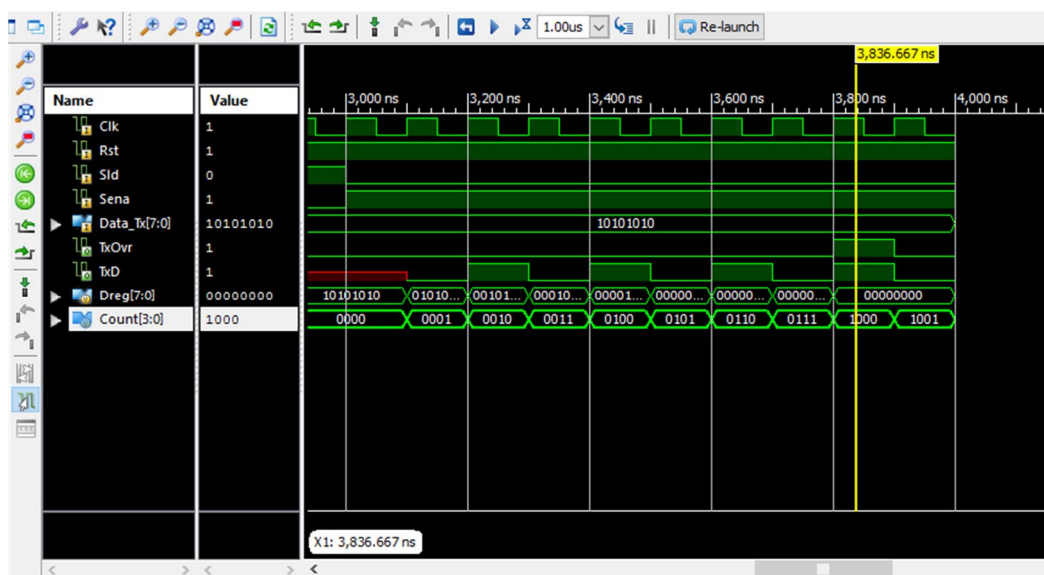 1.00us Re-launch
3,836.667 ns
Name Value
3,000 ns 3,200 ns 3,400 ns 3,600 ns 3,800 ns 4,000 ns
Clk 1
Rst 1
Sld 0
Sena 1
Data_Tx[7:0] 10101010 10101010
TxOvr 1
TxD 1
Dreg[7:0] 00000000 10101010 01010... 00101... 00010... 00001... 00000... 00000... 00000... 00000000
Count[3:0] 1000 0000 0001 0010 0011 0100 0101 0110 0111 1000 1001
X1: 3,836.667 ns